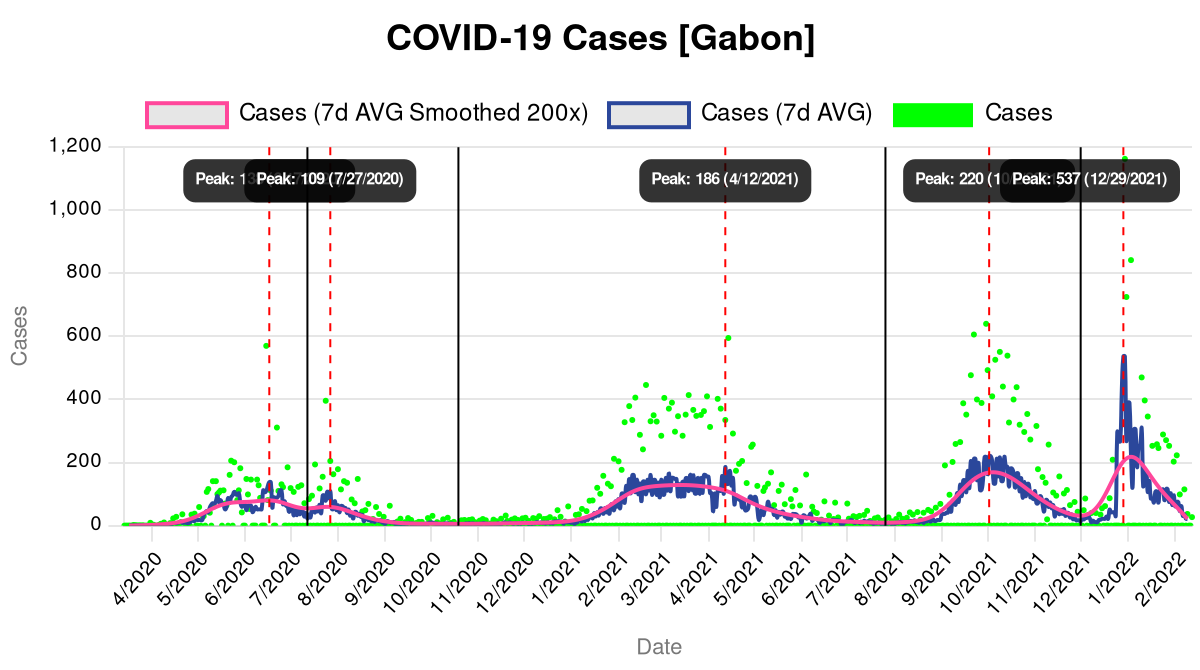 COVID-19 Cases [Gabon]
Cases (7d AVG Smoothed 200x) Cases (7d AVG) Cases
1,200
1,000
800
600
400
200
0
Cases
Peak: Peak: 109 (7/27/2020)
Peak: 186 (4/12/2021)
Peak: 220 Peak: 537 (12/29/2021)
4/2020 5/2020 6/2020 7/2020 8/2020 9/2020 10/2020 11/2020 12/2020 1/2021 2/2021 3/2021 4/2021 5/2021 6/2021 7/2021 8/2021 9/2021 10/2021 11/2021 12/2021 1/2022 2/2022
Date